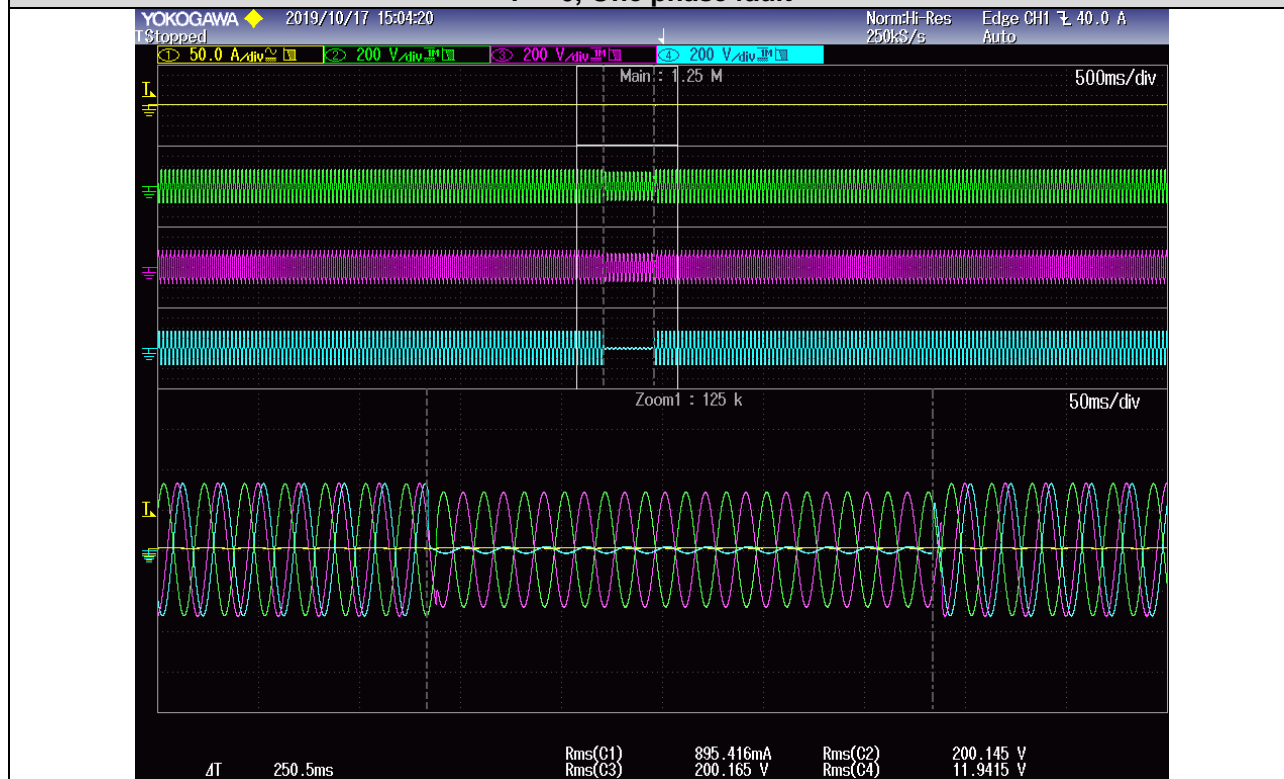 YOKOGAWA 2019/10/17 15:04:20 Norm:Hi-Res Edge CH1 40.0 A
Stopped 250kS/s Auto
1 50.0 A/div 2 200 V/div 3 200 V/div 4 200 V/div
Main : 1.25 M 500ms/div
Zoom1 : 125 k 50ms/div
Rms(C1) 895.416mA Rms(C2) 200.145 V
ΔT 250.5ms Rms(C3) 200.165 V Rms(C4) 11.9415 V